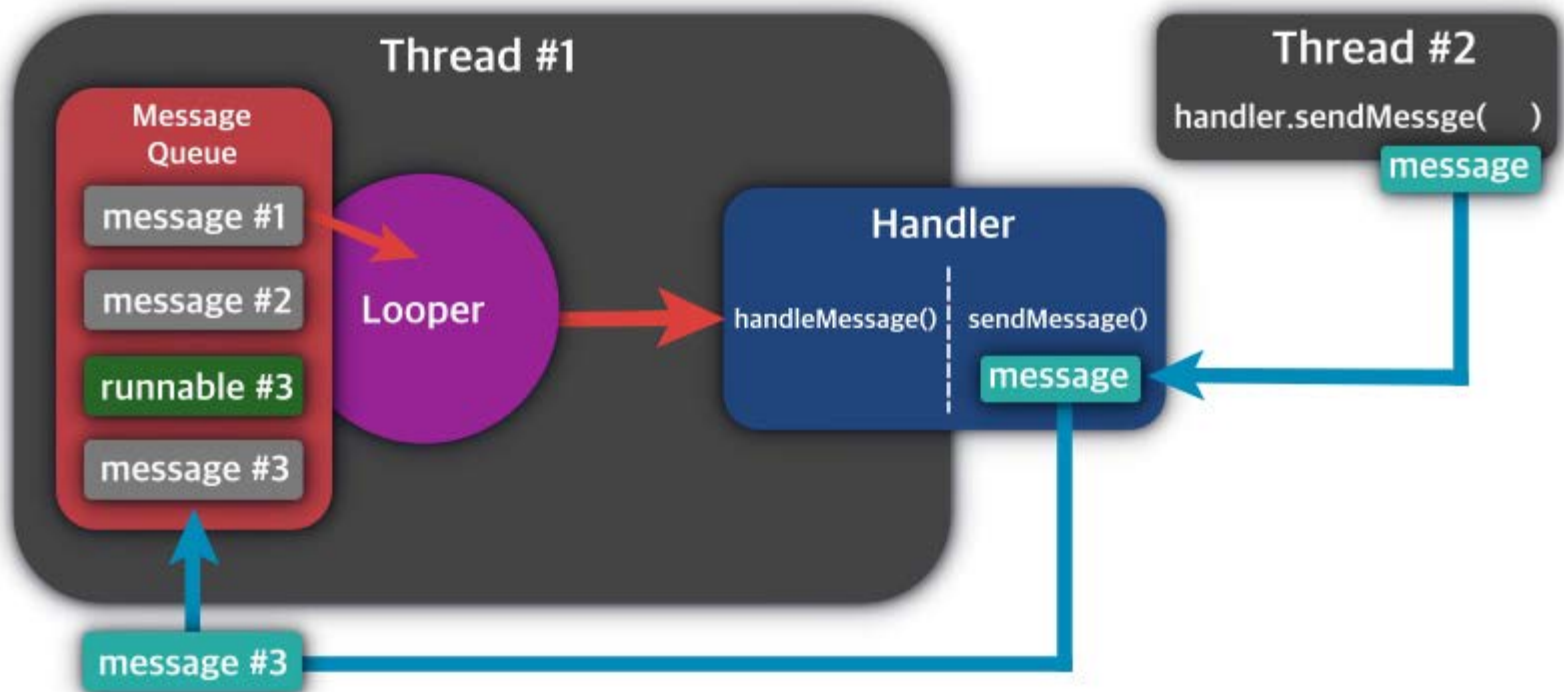 Thread #1
Message
Queue
message #1
message #2
runnable #3
message #3
Looper
Handler
handleMessage()
sendMessage()
message
Thread #2
handler.sendMessge(    )
message
message #3